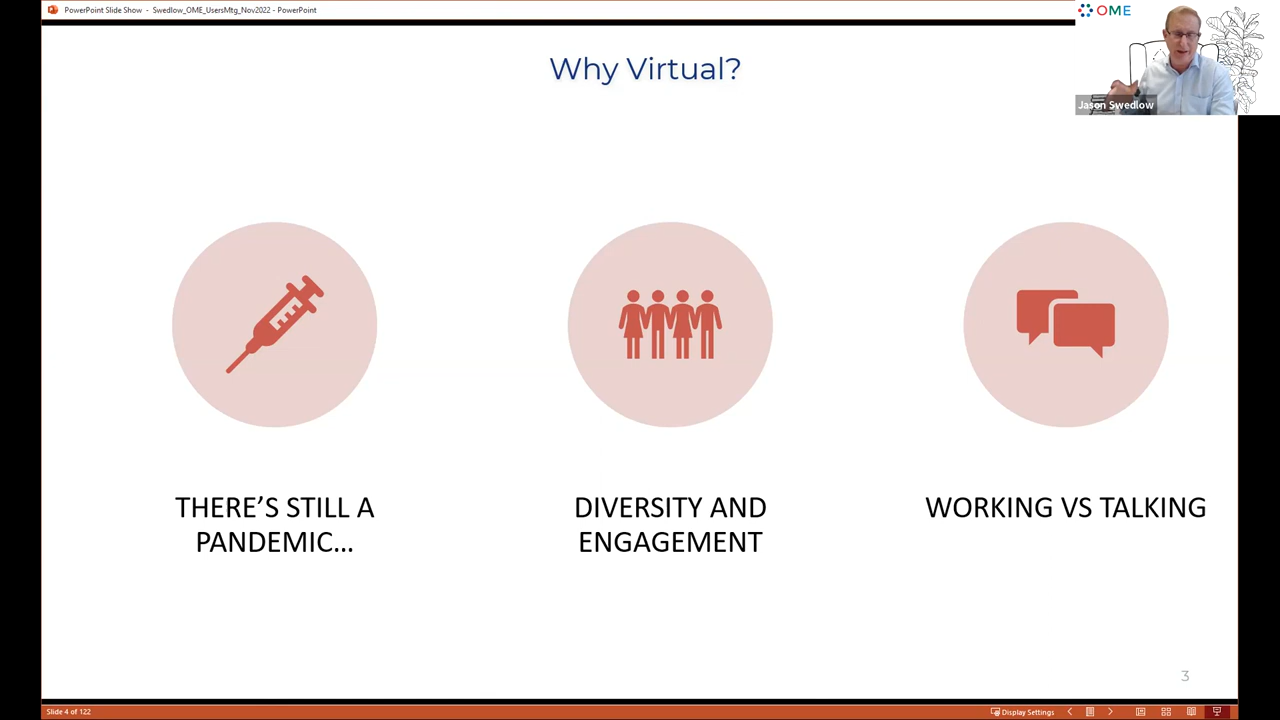 PowerPoint Slide Show - Swedlow_OME_UsersMtg_Nov2022 - PowerPoint
OME
Jason Swedlow
Why Virtual?
THERE'S STILL A
PANDEMIC...
DIVERSITY AND
ENGAGEMENT
WORKING VS TALKING
3
Slide 4 of 122
Display Settings